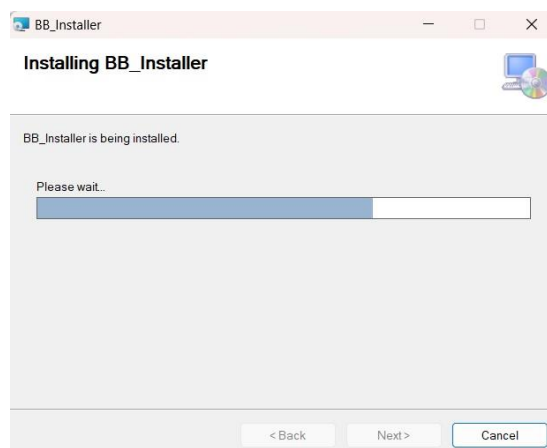 BB_Installer
Installing BB_Installer
BB_Installer is being installed.
Please wait...
< Back Next > Cancel